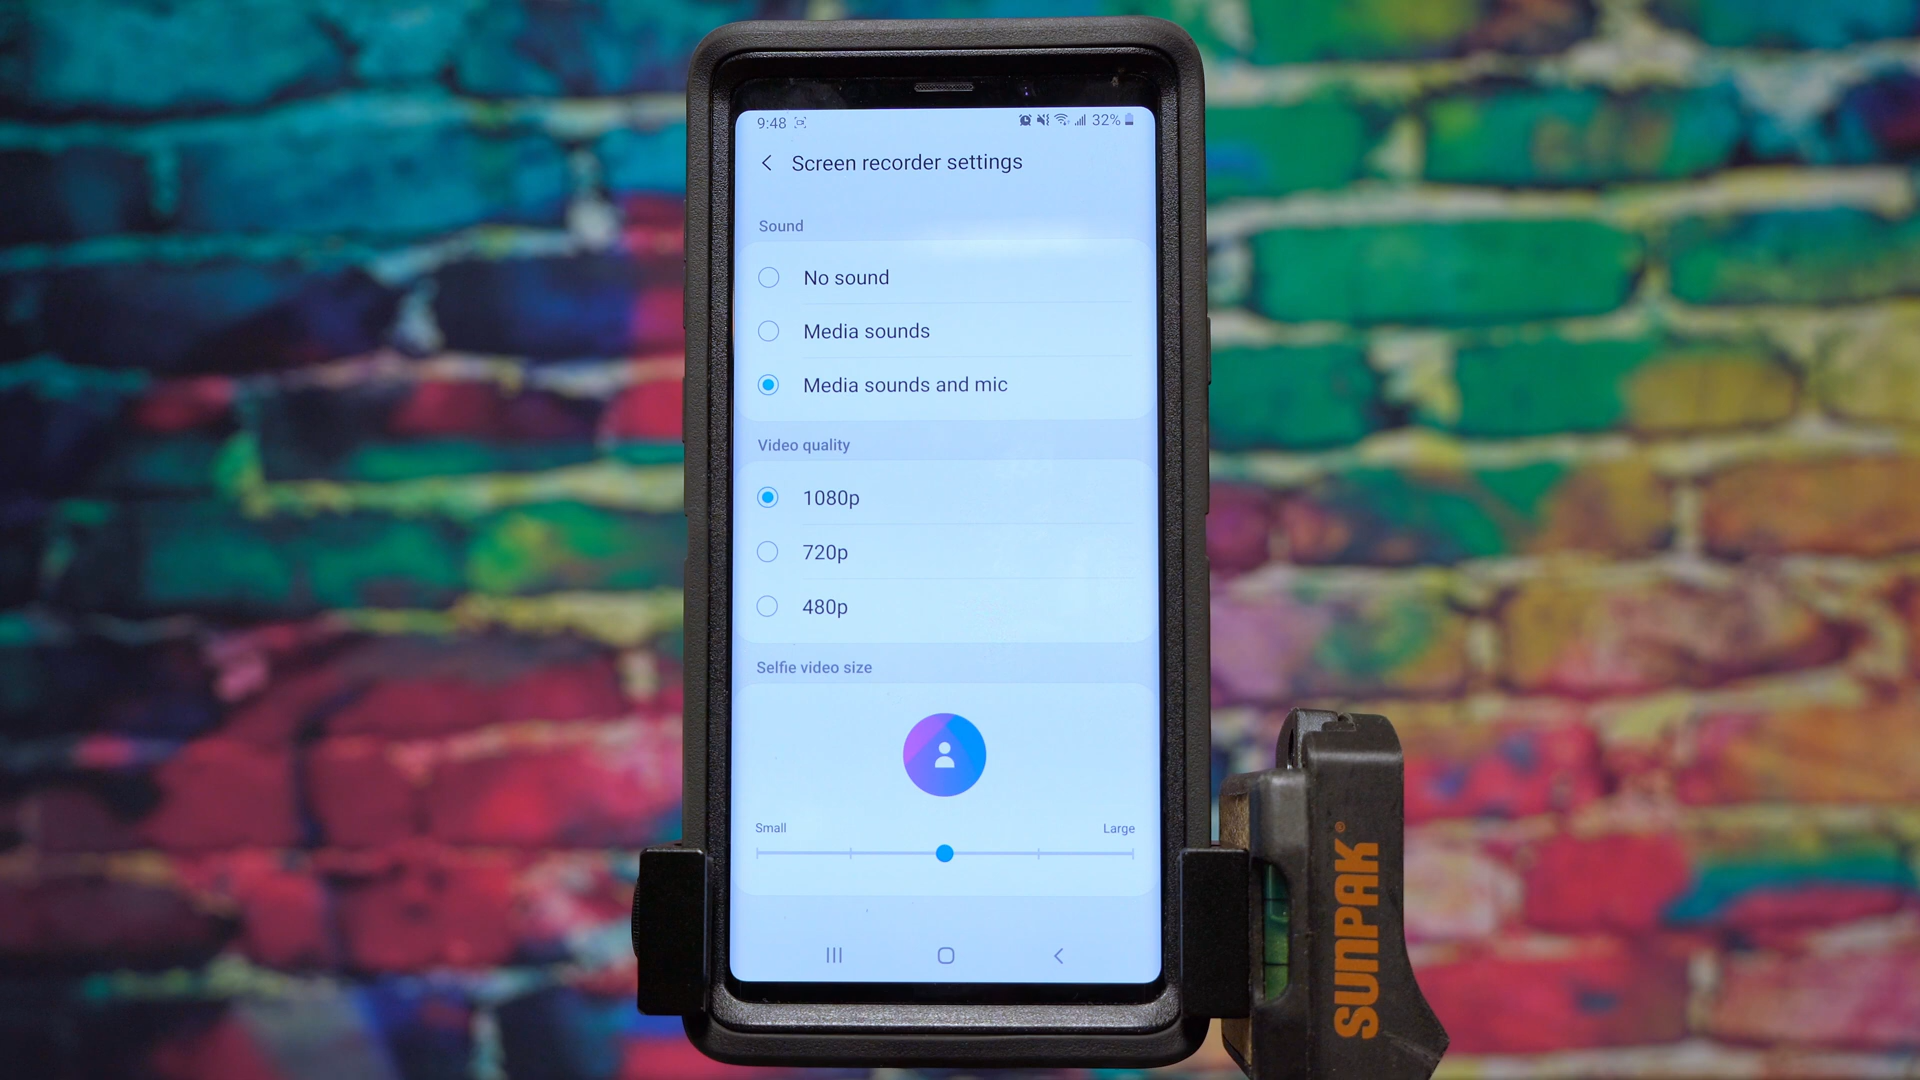 9:48 32%
Screen recorder settings
Sound
No sound
Media sounds
Media sounds and mic
Video quality
1080p
720p
480p
Selfie video size
Small Large
SUNPAK®